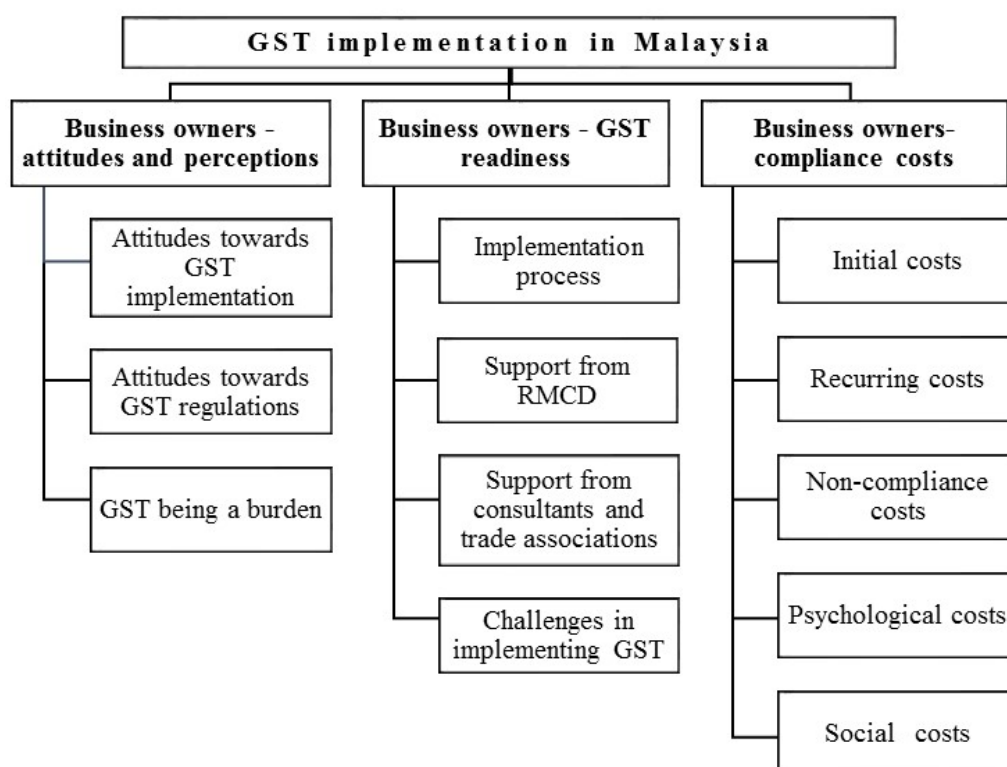 GST implementation in Malaysia
Business owners -
attitudes and perceptions
Attitudes towards
GST
implementation
Attitudes towards
GST regulations
GST being a burden
Business owners - GST
readiness
Implementation
process
Support from
RMCD
Support from
consultants and
trade associations
Challenges in
implementing GST
Business owners-
compliance costs
Initial costs
Recurring costs
Non-compliance
costs
Psychological costs
Social costs